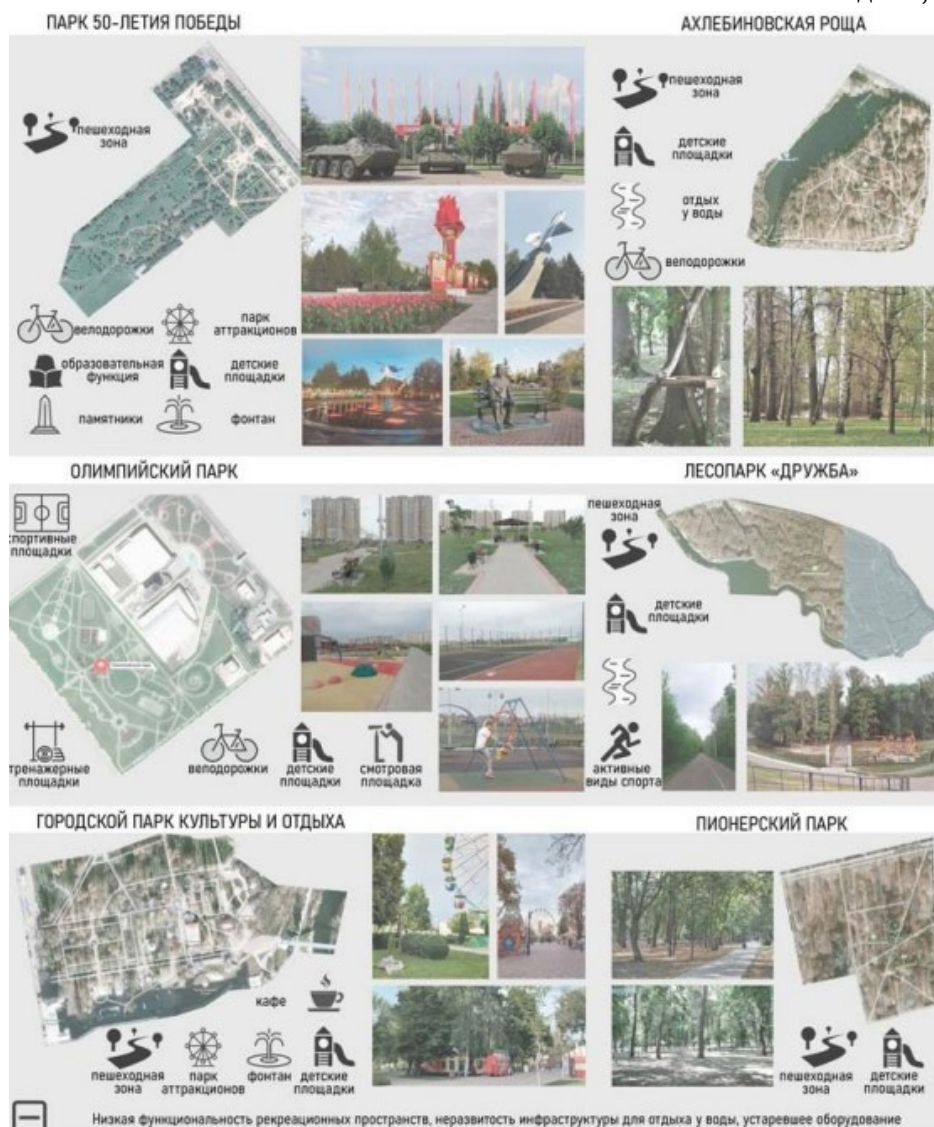 ПАРК 50-ЛЕТИЯ ПОБЕДЫ
пешеходная
зона
велодорожки
парк
аттракционов
образовательная
функция
детские
площадки
памятники
фонтан
АХЛЕБИНОВСКАЯ РОЩА
пешеходная
зона
детские
площадки
отдых
у воды
велодорожки
ОЛИМПИЙСКИЙ ПАРК
спортивные
площадки
тренажерные
площадки
велодорожки
детские
площадки
смотровая
площадка
ЛЕСОПАРК «ДРУЖБА»
пешеходная
зона
детские
площадки
активные
виды спорта
ГОРОДСКОЙ ПАРК КУЛЬТУРЫ И ОТДЫХА
кафе
пешеходная
зона
парк
аттракционов
фонтан
детские
площадки
ПИОНЕРСКИЙ ПАРК
пешеходная
зона
детские
площадки
Низкая функциональность рекреационных пространств, неразвитость инфраструктуры для отдыха у воды, устаревшее оборудование